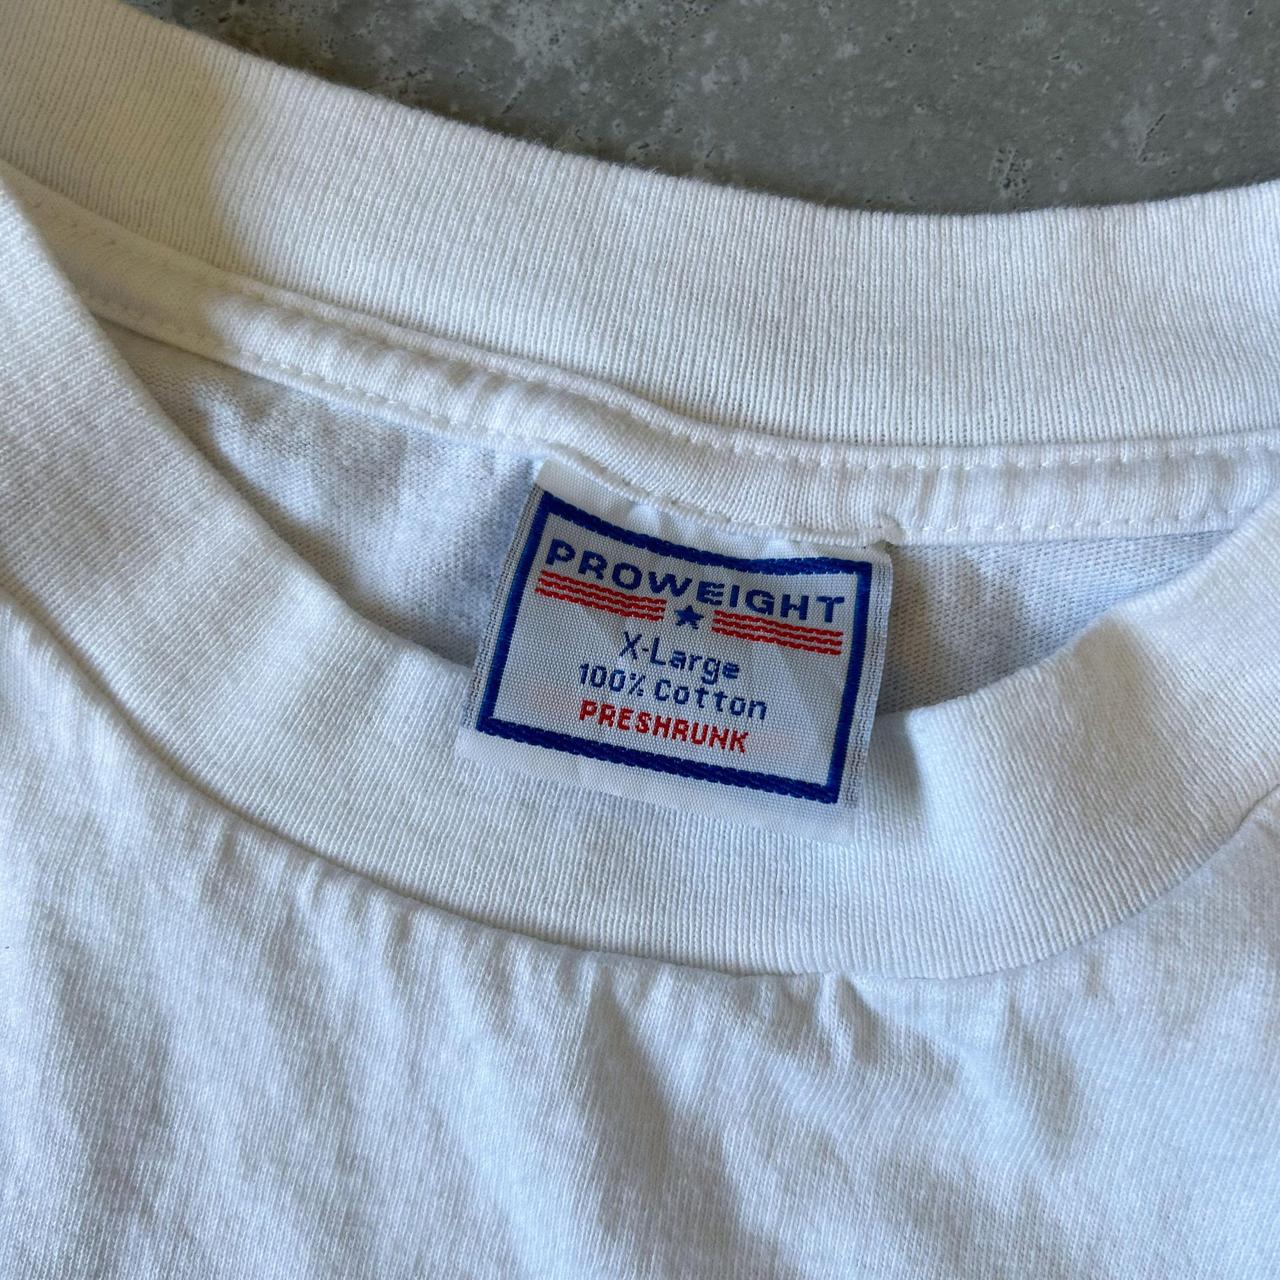 PROWEIGHT
X-Large
100% Cotton
PRESHRUNK